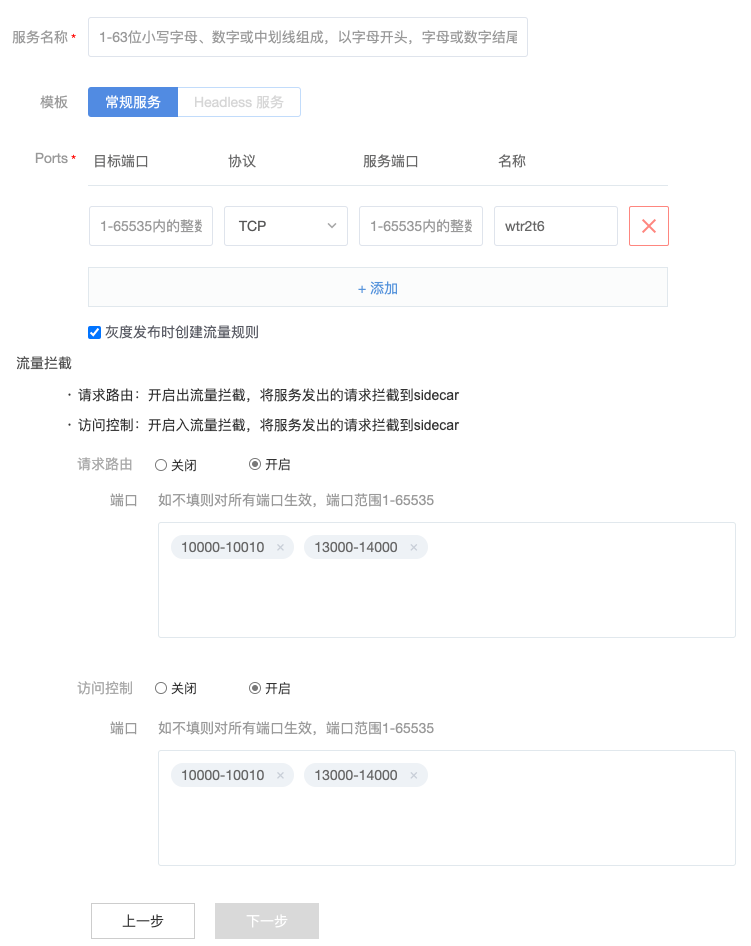 服务名称 * 1-63位小写字母、数字或中划线组成，以字母开头，字母或数字结尾
模板 常规服务 Headless 服务
Ports * 目标端口 协议 服务端口 名称
1-65535内的整数 TCP 1-65535内的整数 wtr2t6
+ 添加
灰度发布时创建流量规则
流量拦截
· 请求路由：开启出流量拦截，将服务发出的请求拦截到sidecar
· 访问控制：开启入流量拦截，将服务发出的请求拦截到sidecar
请求路由 关闭 开启
端口 如不填则对所有端口生效，端口范围1-65535
10000-10010 × 13000-14000 ×
访问控制 关闭 开启
端口 如不填则对所有端口生效，端口范围1-65535
10000-10010 × 13000-14000 ×
上一步 下一步